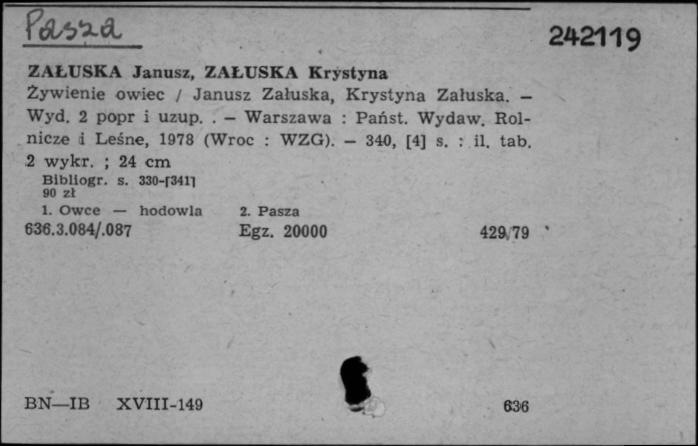 Pasza
242119
ZAŁUSKA Janusz, ZAŁUSKA Krystyna
Żywienie owiec / Janusz Załuska, Krystyna Załuska. —
Wyd. 2 popr i uzup. . — Warszawa : Państ. Wydaw. Rol-
nicze i Leśne, 1978 (Wroc : WZG). — 340, [4] s. : il. tab.
2 wykr. ; 24 cm
Bibliogr. s. 330-[341]
90 zł
1. Owce — hodowla 2. Pasza
636.3.084/.087 Egz. 20000 429/79
BN—IB XVIII-149 636